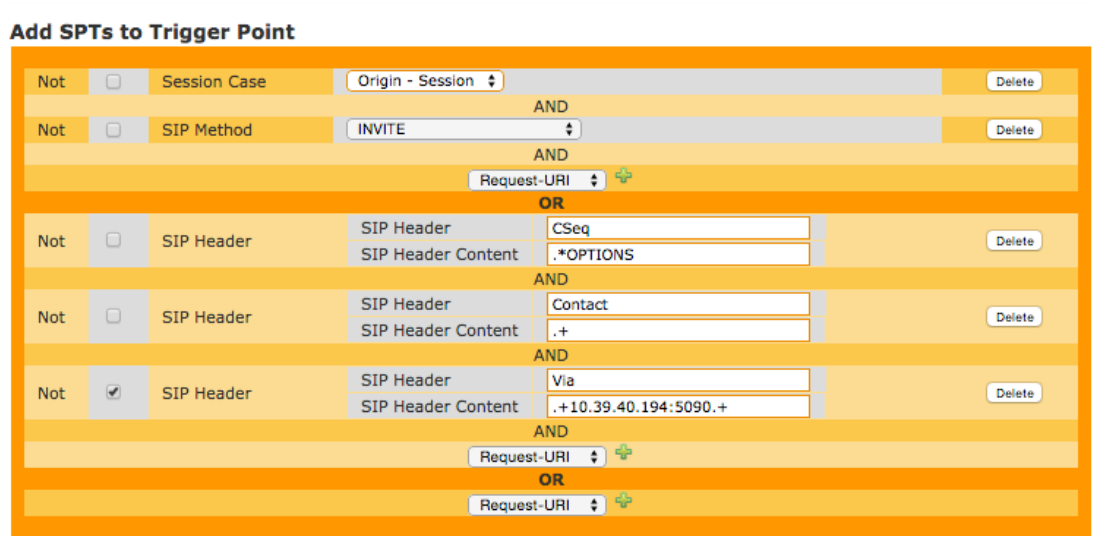 Add SPTs to Trigger Point
Not Session Case Origin - Session Delete
AND
Not SIP Method INVITE Delete
AND
Request-URI
OR
Not SIP Header SIP Header CSeq Delete
SIP Header Content .*OPTIONS
AND
Not SIP Header SIP Header Contact Delete
SIP Header Content .+
AND
Not SIP Header SIP Header Via Delete
SIP Header Content .+10.39.40.194:5090.+
AND
Request-URI
OR
Request-URI